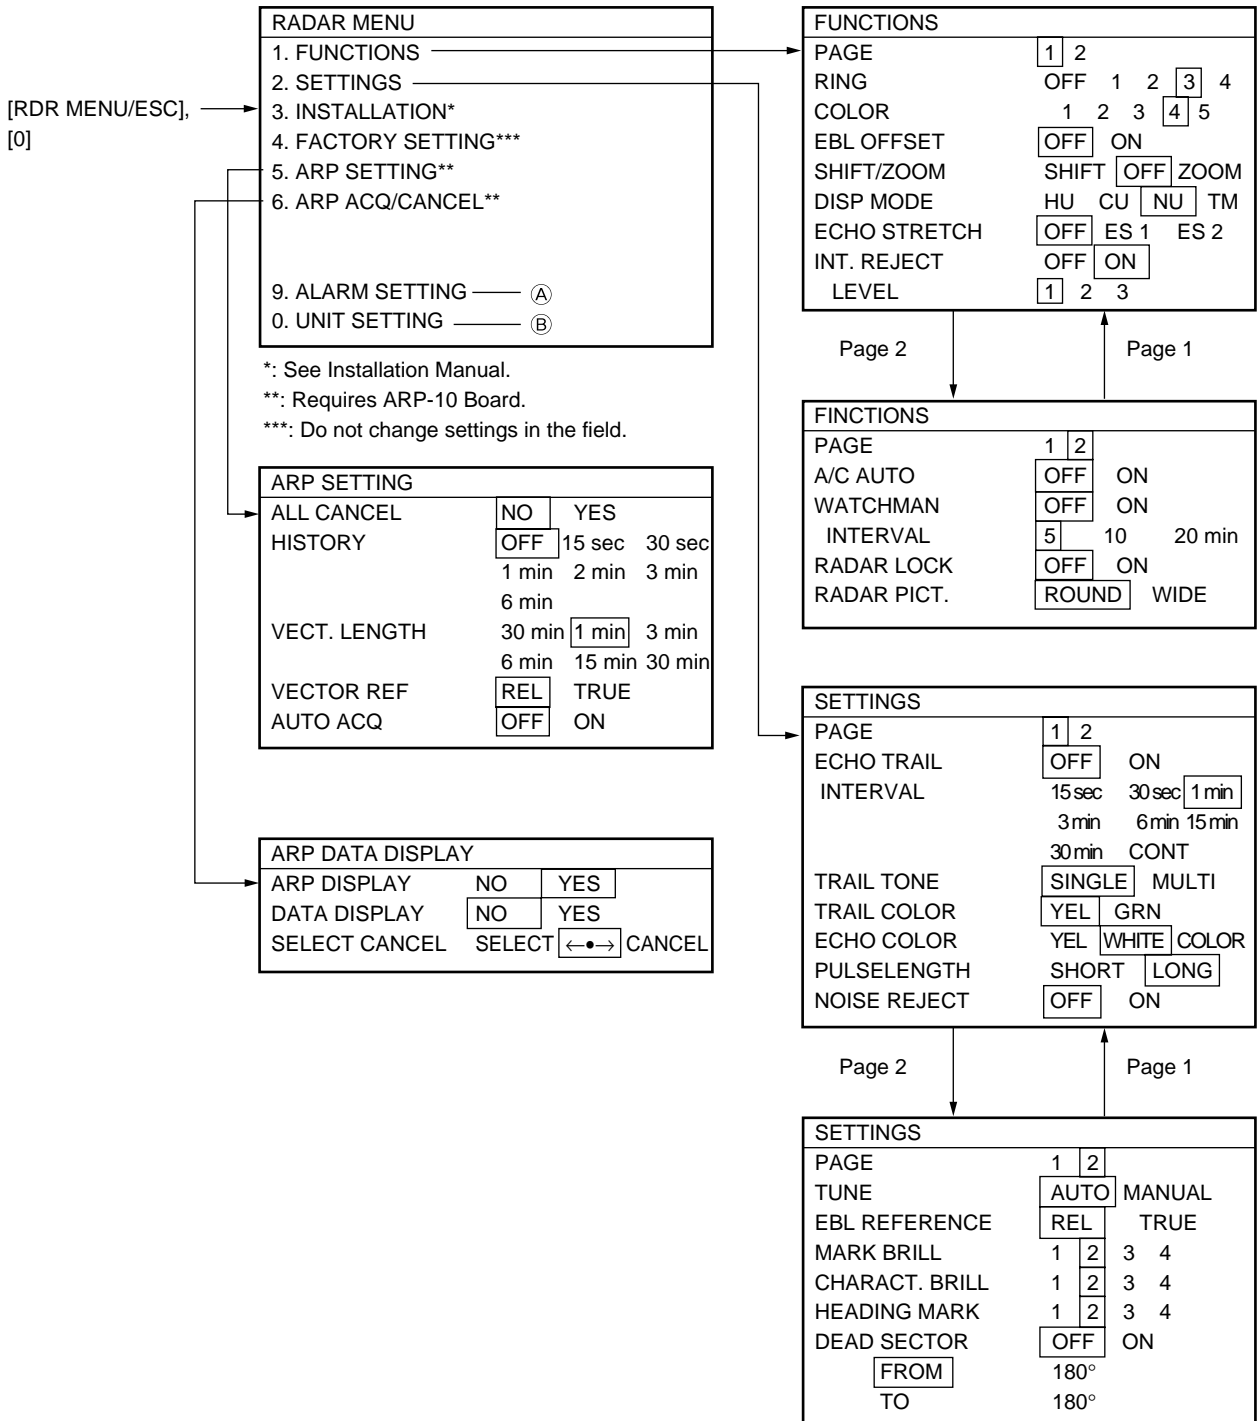 [RDR MENU/ESC],
[0]
RADAR MENU
1. FUNCTIONS
2. SETTINGS
3. INSTALLATION*
4. FACTORY SETTING***
5. ARP SETTING**
6. ARP ACQ/CANCEL**
9. ALARM SETTING Ⓐ
0. UNIT SETTING Ⓑ
*: See Installation Manual.
**: Requires ARP-10 Board.
***: Do not change settings in the field.
ARP SETTING
ALL CANCEL NO YES
HISTORY OFF 15 sec 30 sec
1 min 2 min 3 min
6 min
VECT. LENGTH 30 min 1 min 3 min
6 min 15 min 30 min
VECTOR REF REL TRUE
AUTO ACQ OFF ON
ARP DATA DISPLAY
ARP DISPLAY NO YES
DATA DISPLAY NO YES
SELECT CANCEL SELECT ←●→ CANCEL
FUNCTIONS
PAGE 1 2
RING OFF 1 2 3 4
COLOR 1 2 3 4 5
EBL OFFSET OFF ON
SHIFT/ZOOM SHIFT OFF ZOOM
DISP MODE HU CU NU TM
ECHO STRETCH OFF ES 1 ES 2
INT. REJECT OFF ON
LEVEL 1 2 3
Page 2 Page 1
FINCTIONS
PAGE 1 2
A/C AUTO OFF ON
WATCHMAN OFF ON
INTERVAL 5 10 20 min
RADAR LOCK OFF ON
RADAR PICT. ROUND WIDE
SETTINGS
PAGE 1 2
ECHO TRAIL OFF ON
INTERVAL 15 sec 30 sec 1 min
3 min 6 min 15 min
30 min CONT
TRAIL TONE SINGLE MULTI
TRAIL COLOR YEL GRN
ECHO COLOR YEL WHITE COLOR
PULSELENGTH SHORT LONG
NOISE REJECT OFF ON
Page 2 Page 1
SETTINGS
PAGE 1 2
TUNE AUTO MANUAL
EBL REFERENCE REL TRUE
MARK BRILL 1 2 3 4
CHARACT. BRILL 1 2 3 4
HEADING MARK 1 2 3 4
DEAD SECTOR OFF ON
FROM 180°
TO 180°